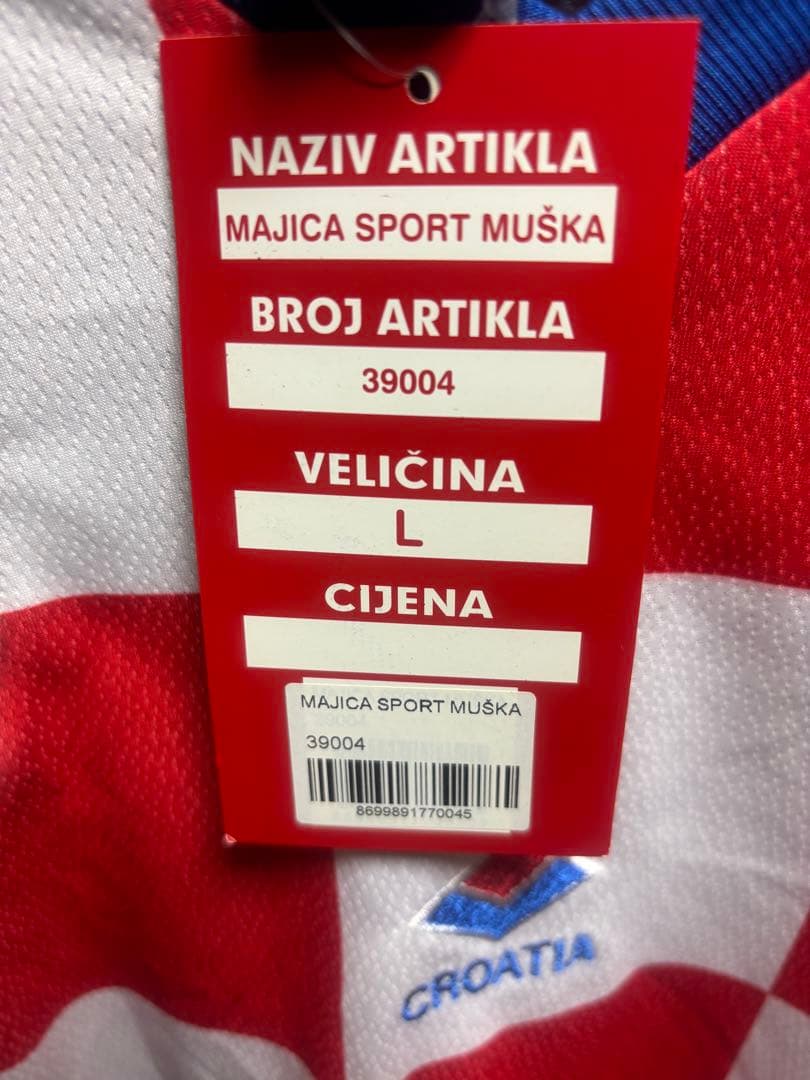 NAZIV ARTIKLA
MAJICA SPORT MUŠKA
BROJ ARTIKLA
39004
VELIČINA
L
CIJENA
MAJICA SPORT MUŠKA
39004
8699891770045
CROATIA